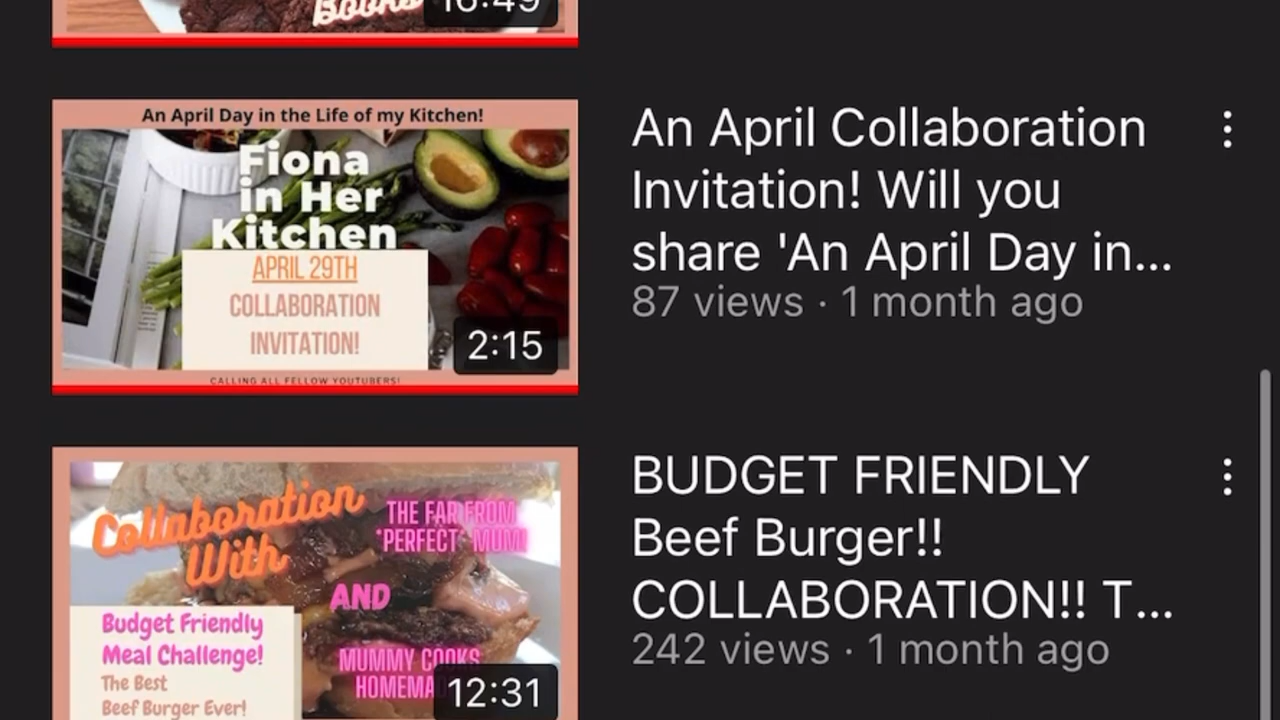 Books
16:49
An April Day in the Life of my Kitchen!
Fiona
in Her
Kitchen
APRIL 29TH
COLLABORATION
INVITATION!
2:15
CALLING ALL FELLOW YOUTUBERS!
An April Collaboration
Invitation! Will you
share 'An April Day in...
87 views · 1 month ago
Collaboration
With
THE FAR FROM
*PERFECT* MUM!
AND
MUMMY COOKS
Budget Friendly
Meal Challenge!
The Best
Beef Burger Ever!
12:31
BUDGET FRIENDLY
Beef Burger!!
COLLABORATION!! T...
242 views · 1 month ago